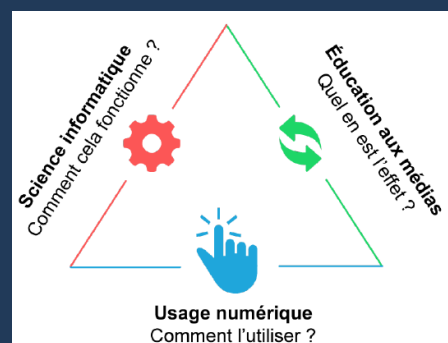 Science informatique
Comment cela fonctionne ?
Éducation aux médias
Quel en est l'effet ?
Usage numérique
Comment l'utiliser ?